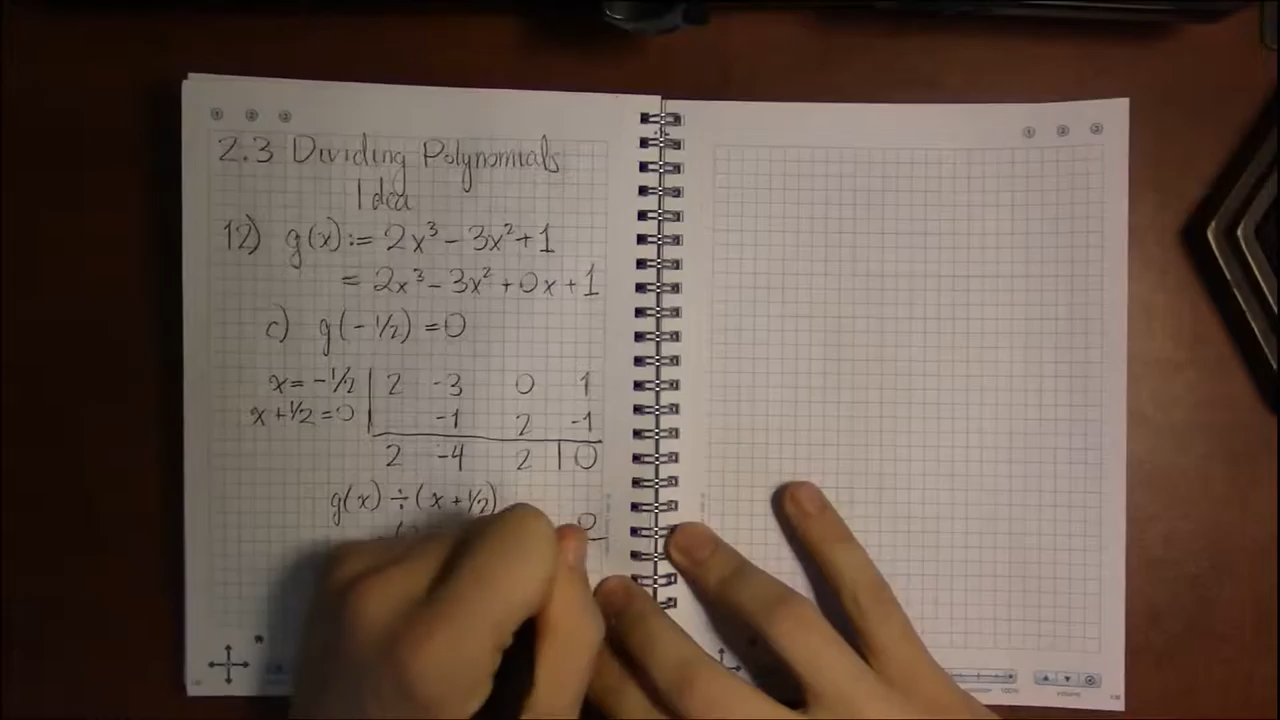 2.3 Dividing Polynomials
Idea
12) g(x) := 2x³ - 3x² + 1
= 2x³ - 3x² + 0x + 1
c) g(-1/2) = 0
x = -1/2 | 2 -3 0 1
x + 1/2 = 0 | -1 2 -1
2 -4 2 | 0
g(x) ÷ (x + 1/2)
0